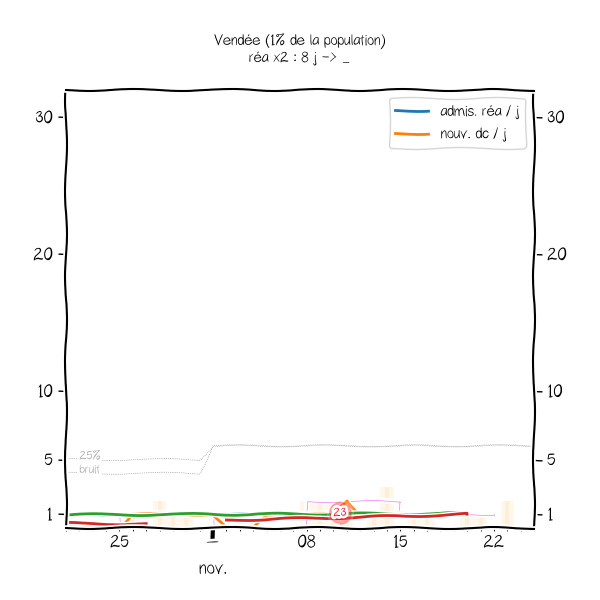 Vendée (1% de la population)
réa x2 : 8 j -> _
admis. réa / j
nouv. dc / j
30
30
20
20
10
10
25%
5
5
bruit
23
1
1
25
1
08
15
22
nov.